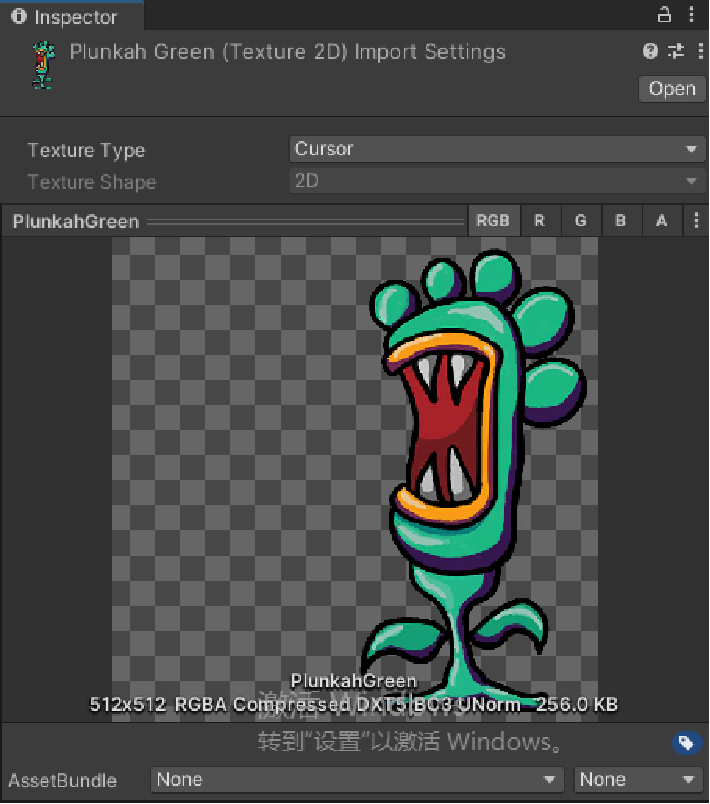 Inspector
Plunkah Green (Texture 2D) Import Settings
Open
Texture Type Cursor
Texture Shape 2D
PlunkahGreen RGB R G B A
PlunkahGreen
512x512 RGBA Compressed DXT5|BC3 UNorm 256.0 KB
激活 Windows
转到“设置”以激活 Windows。
AssetBundle None None